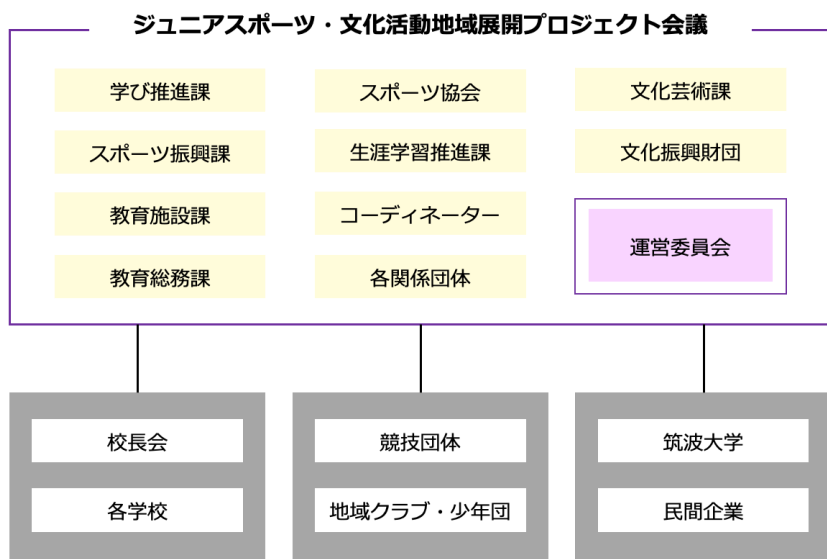 ジュニアスポーツ・文化活動地域展開プロジェクト会議
学び推進課
スポーツ協会
文化芸術課
スポーツ振興課
生涯学習推進課
文化振興財団
教育施設課
コーディネーター
運営委員会
教育総務課
各関係団体
校長会
競技団体
筑波大学
各学校
地域クラブ・少年団
民間企業